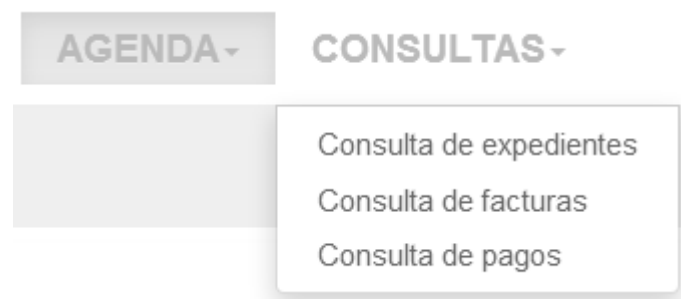 AGENDA CONSULTAS
Consulta de expedientes
Consulta de facturas
Consulta de pagos